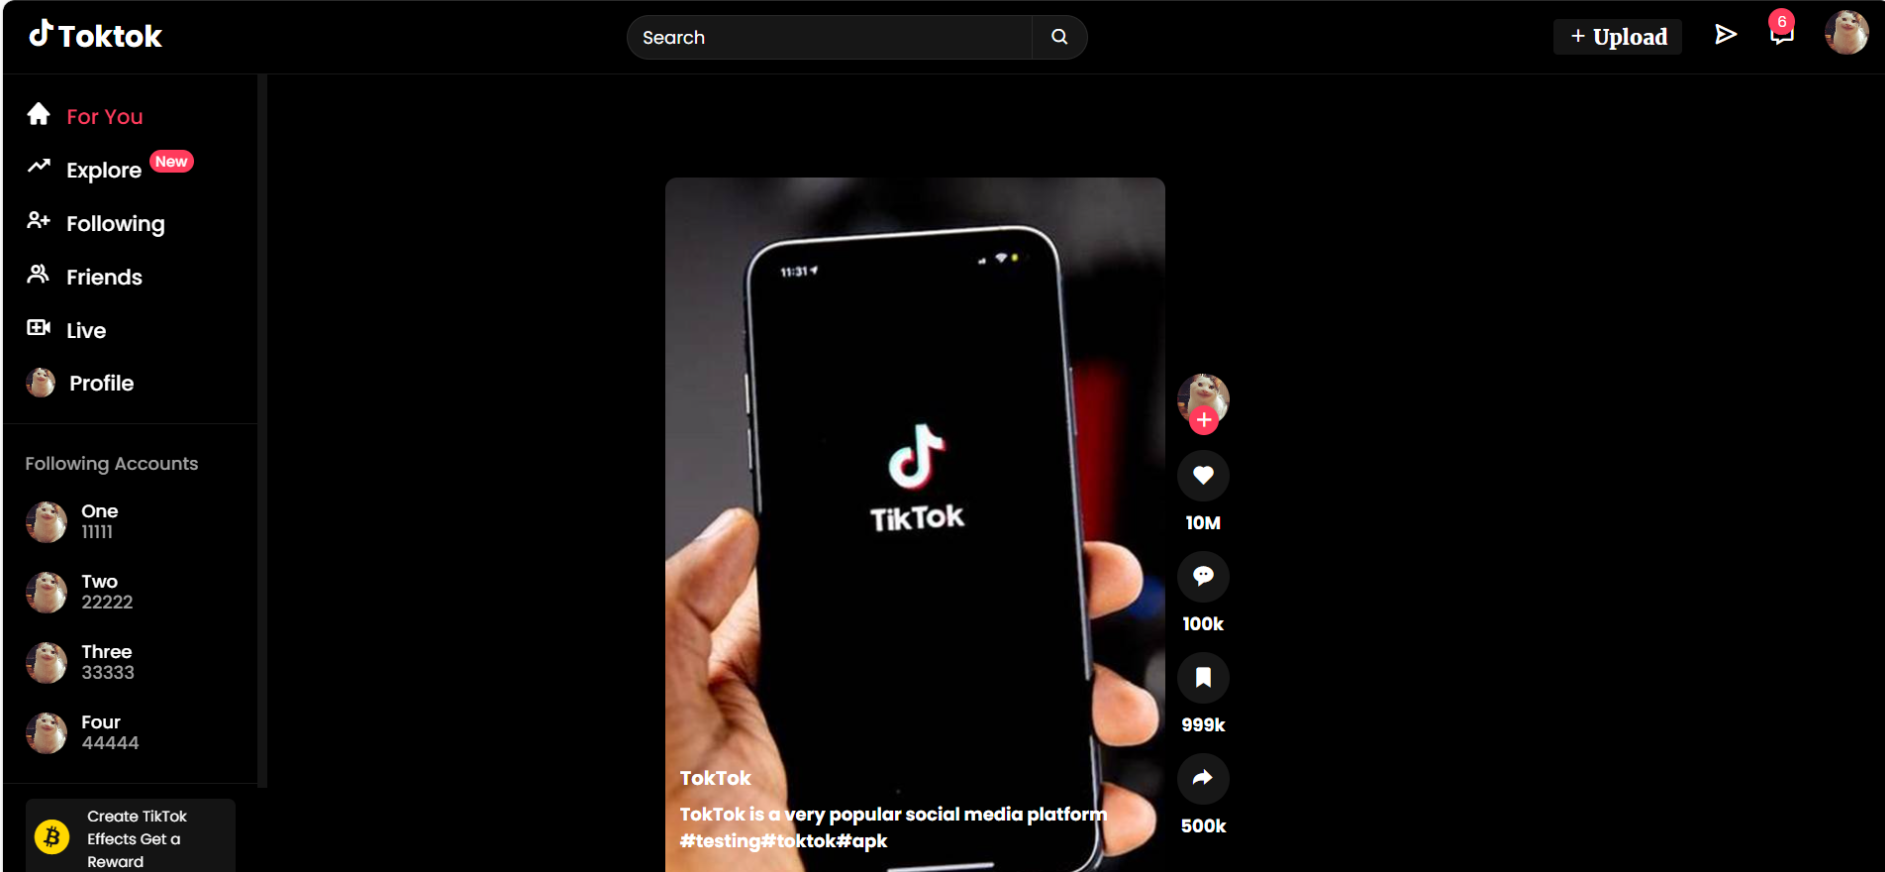 Toktok
Search
+ Upload
6
For You
Explore New
Following
Friends
Live
Profile
Following Accounts
One
11111
Two
22222
Three
33333
Four
44444
Create TikTok
Effects Get a
Reward
11:31
TikTok
TokTok
TokTok is a very popular social media platform
#testing#toktok#apk
10M
100k
999k
500k